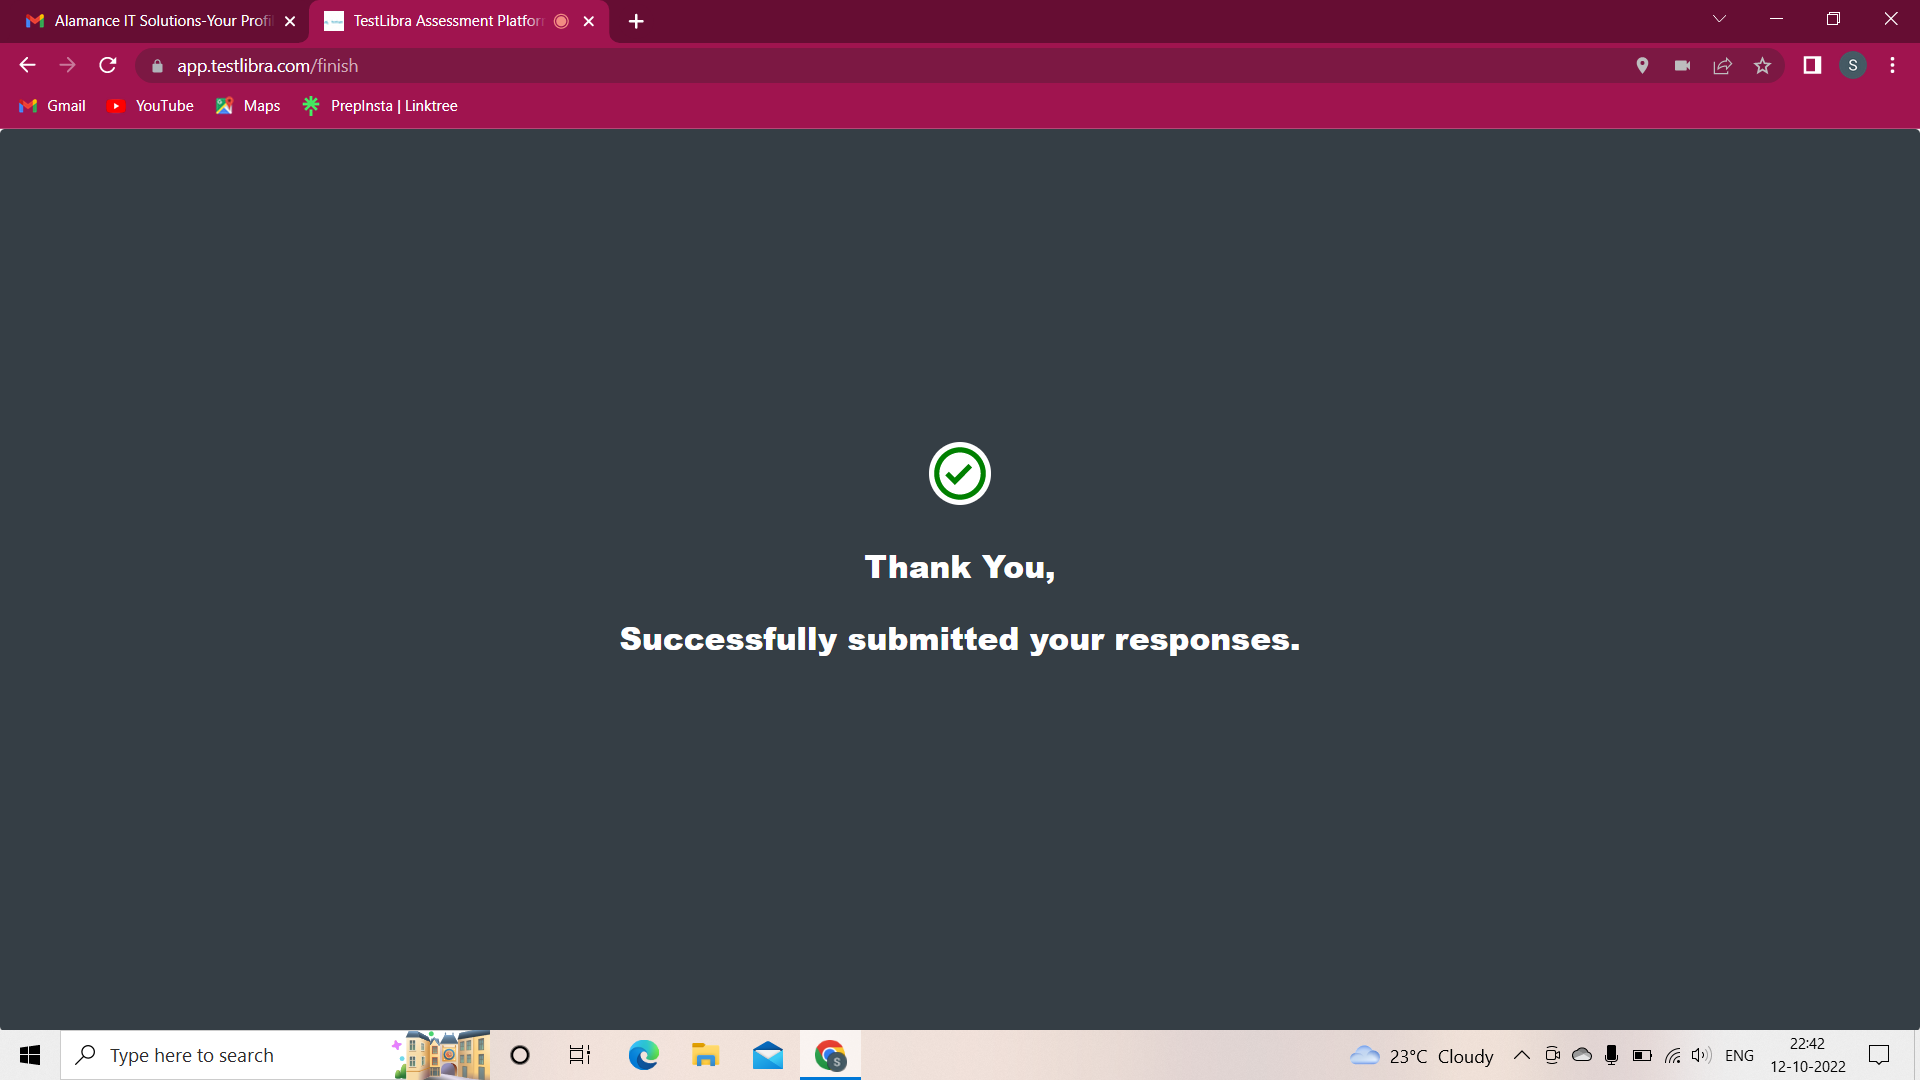 Alamance IT Solutions-Your Profi
TestLibra Assessment Platfor
app.testlibra.com/finish
S
Gmail
YouTube
Maps
PrepInsta | Linktree
Thank You,
Successfully submitted your responses.
Type here to search
S
23°C Cloudy
ENG
22:42
12-10-2022